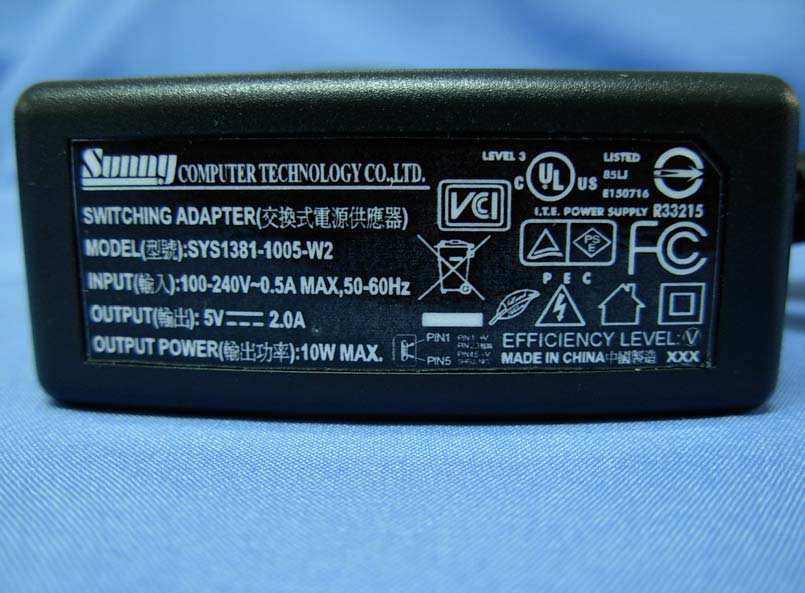 Sunny COMPUTER TECHNOLOGY CO.,LTD.
SWITCHING ADAPTER(交換式電源供應器)
MODEL(型號):SYS1381-1005-W2
INPUT(輸入):100-240V~0.5A MAX,50-60Hz
OUTPUT(輸出): 5V 2.0A
OUTPUT POWER(輸出功率):10W MAX.
LEVEL 3
C UL US
LISTED
85LJ
E150716
I.T.E. POWER SUPPLY R33215
VCI
PSE
FC
P E C
PIN1
PIN5
EFFICIENCY LEVEL:V
MADE IN CHINA中國製造 XXX